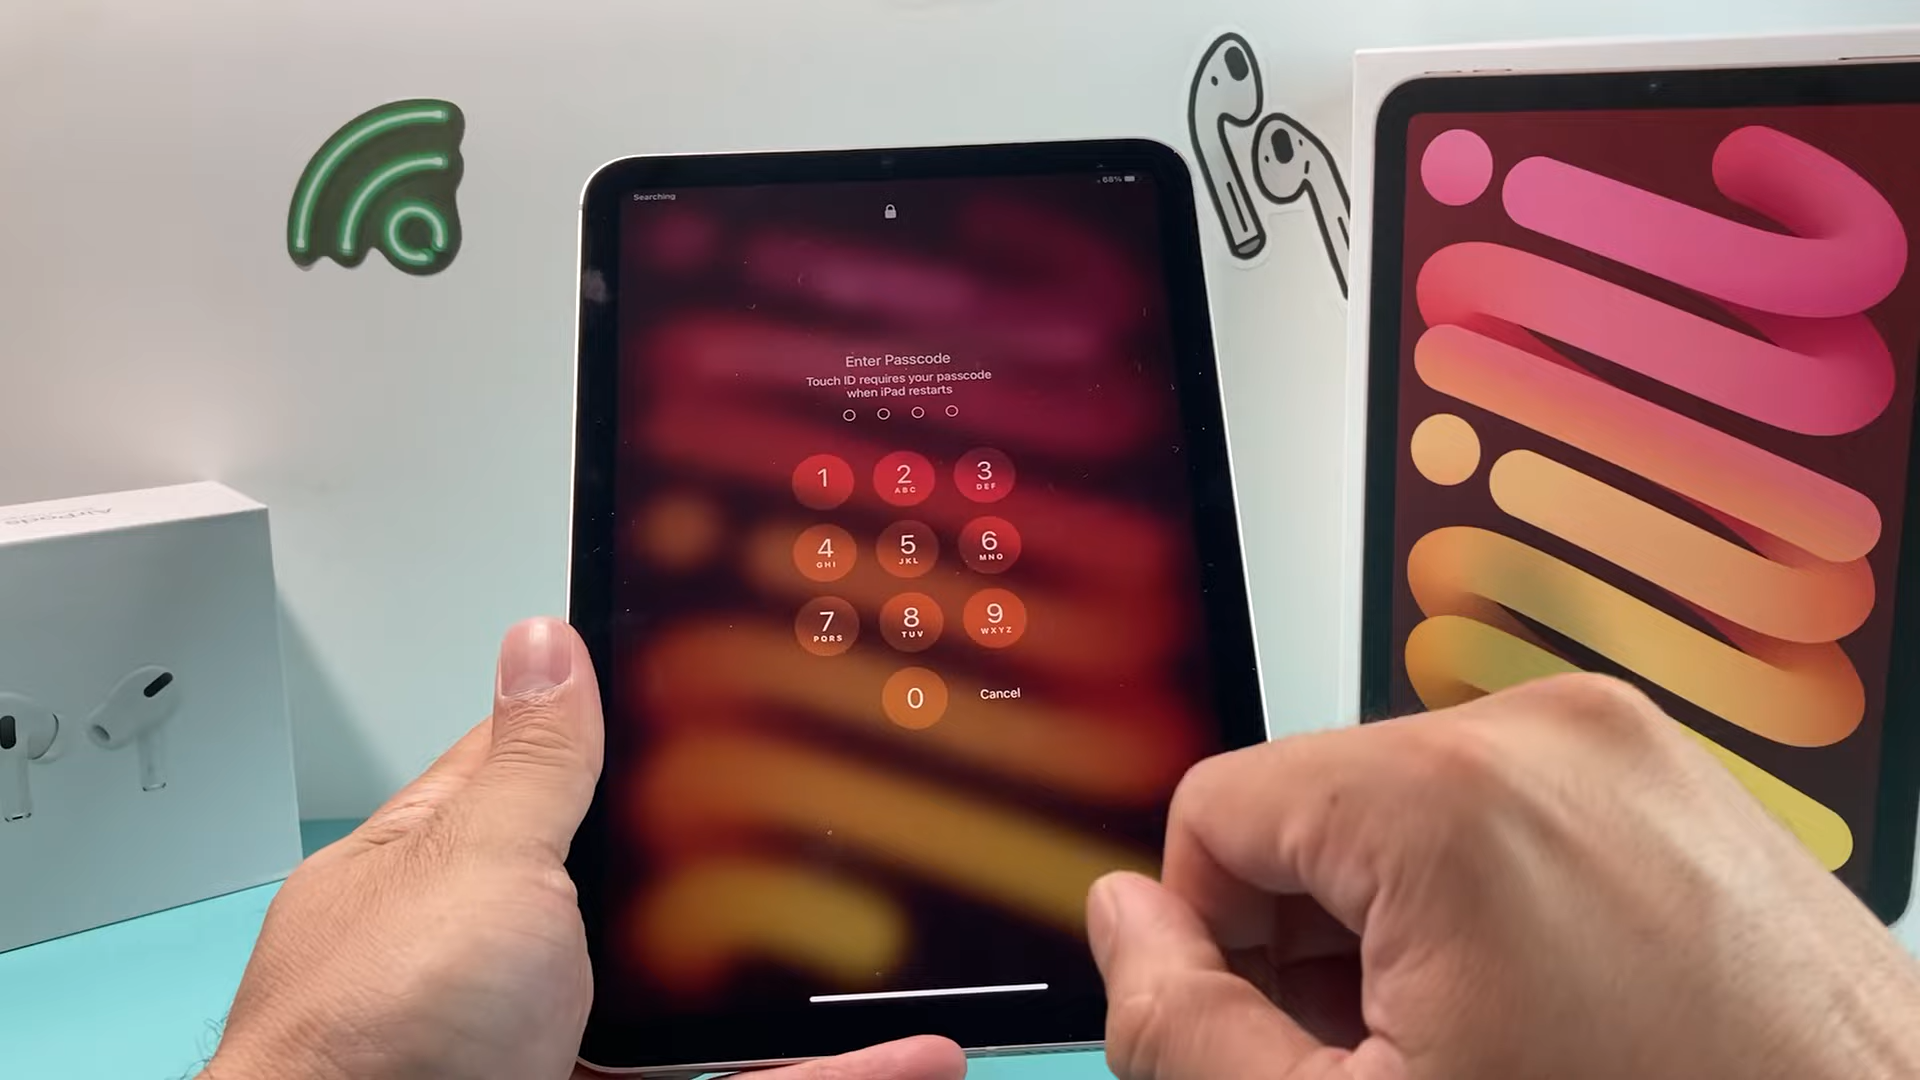 Searching
68%
Enter Passcode
Touch ID requires your passcode
when iPad restarts
1
2
ABC
3
DEF
4
GHI
5
JKL
6
MNO
7
PQRS
8
TUV
9
WXYZ
0
Cancel
AirPods